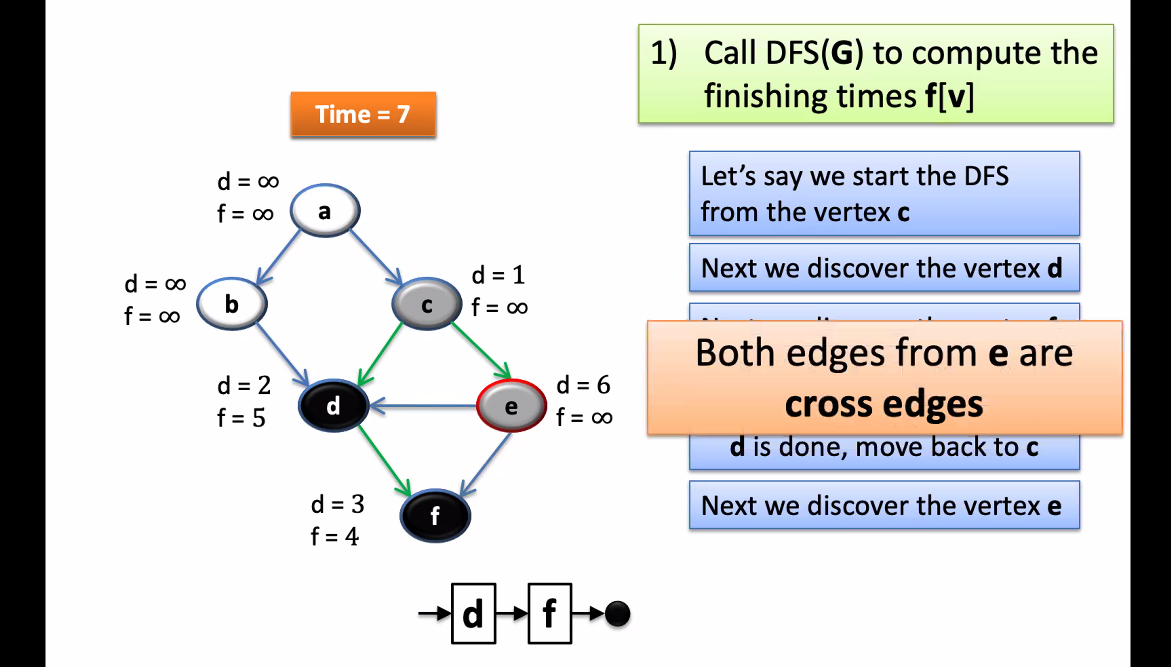 1) Call DFS(G) to compute the
finishing times f[v]
Time = 7
Let's say we start the DFS
from the vertex c
d = ∞
f = ∞
a
Next we discover the vertex d
d = ∞
f = ∞
b
c
d = 1
f = ∞
Both edges from e are
cross edges
d = 2
f = 5
d
e
d = 6
f = ∞
d is done, move back to c
Next we discover the vertex e
d = 3
f = 4
f
d
f